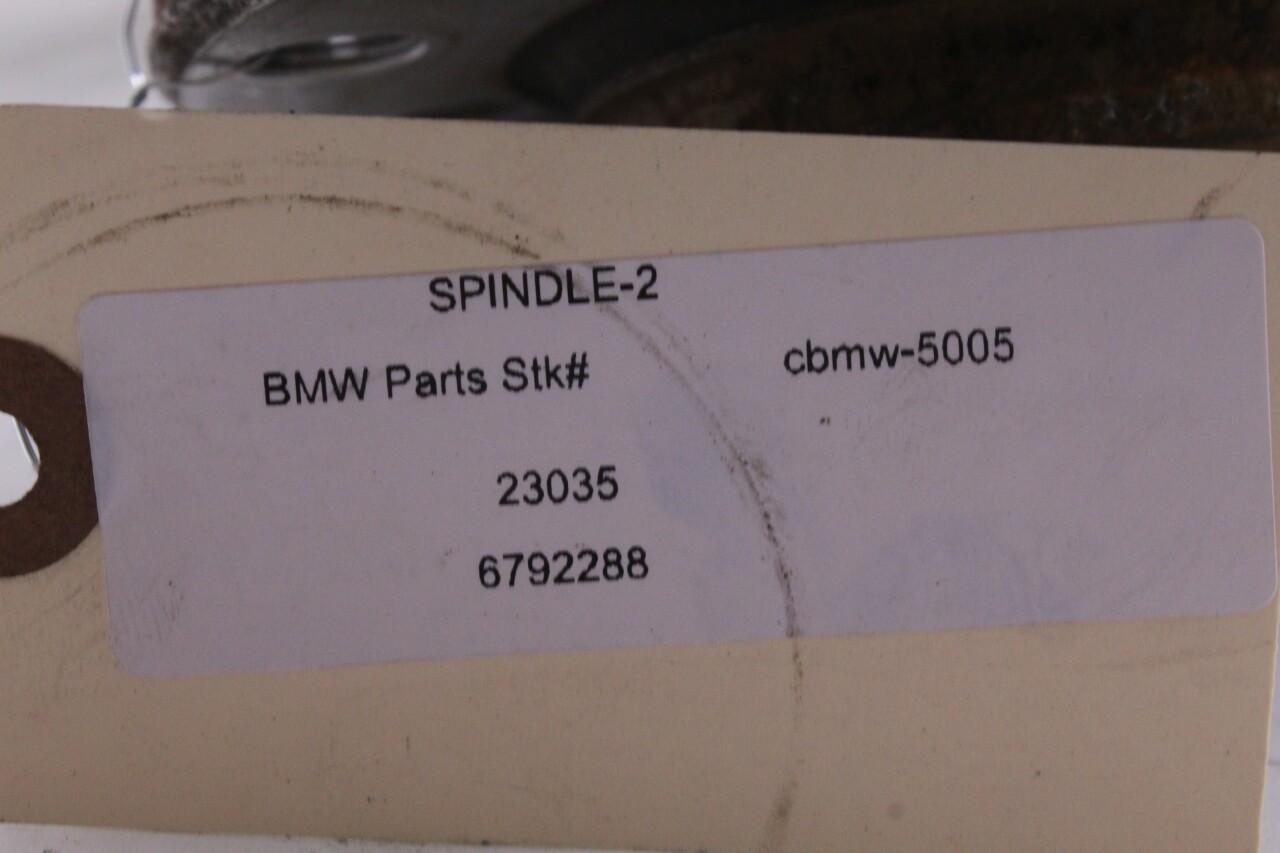 SPINDLE-2
BMW Parts Stk# cbmw-5005
23035
6792288